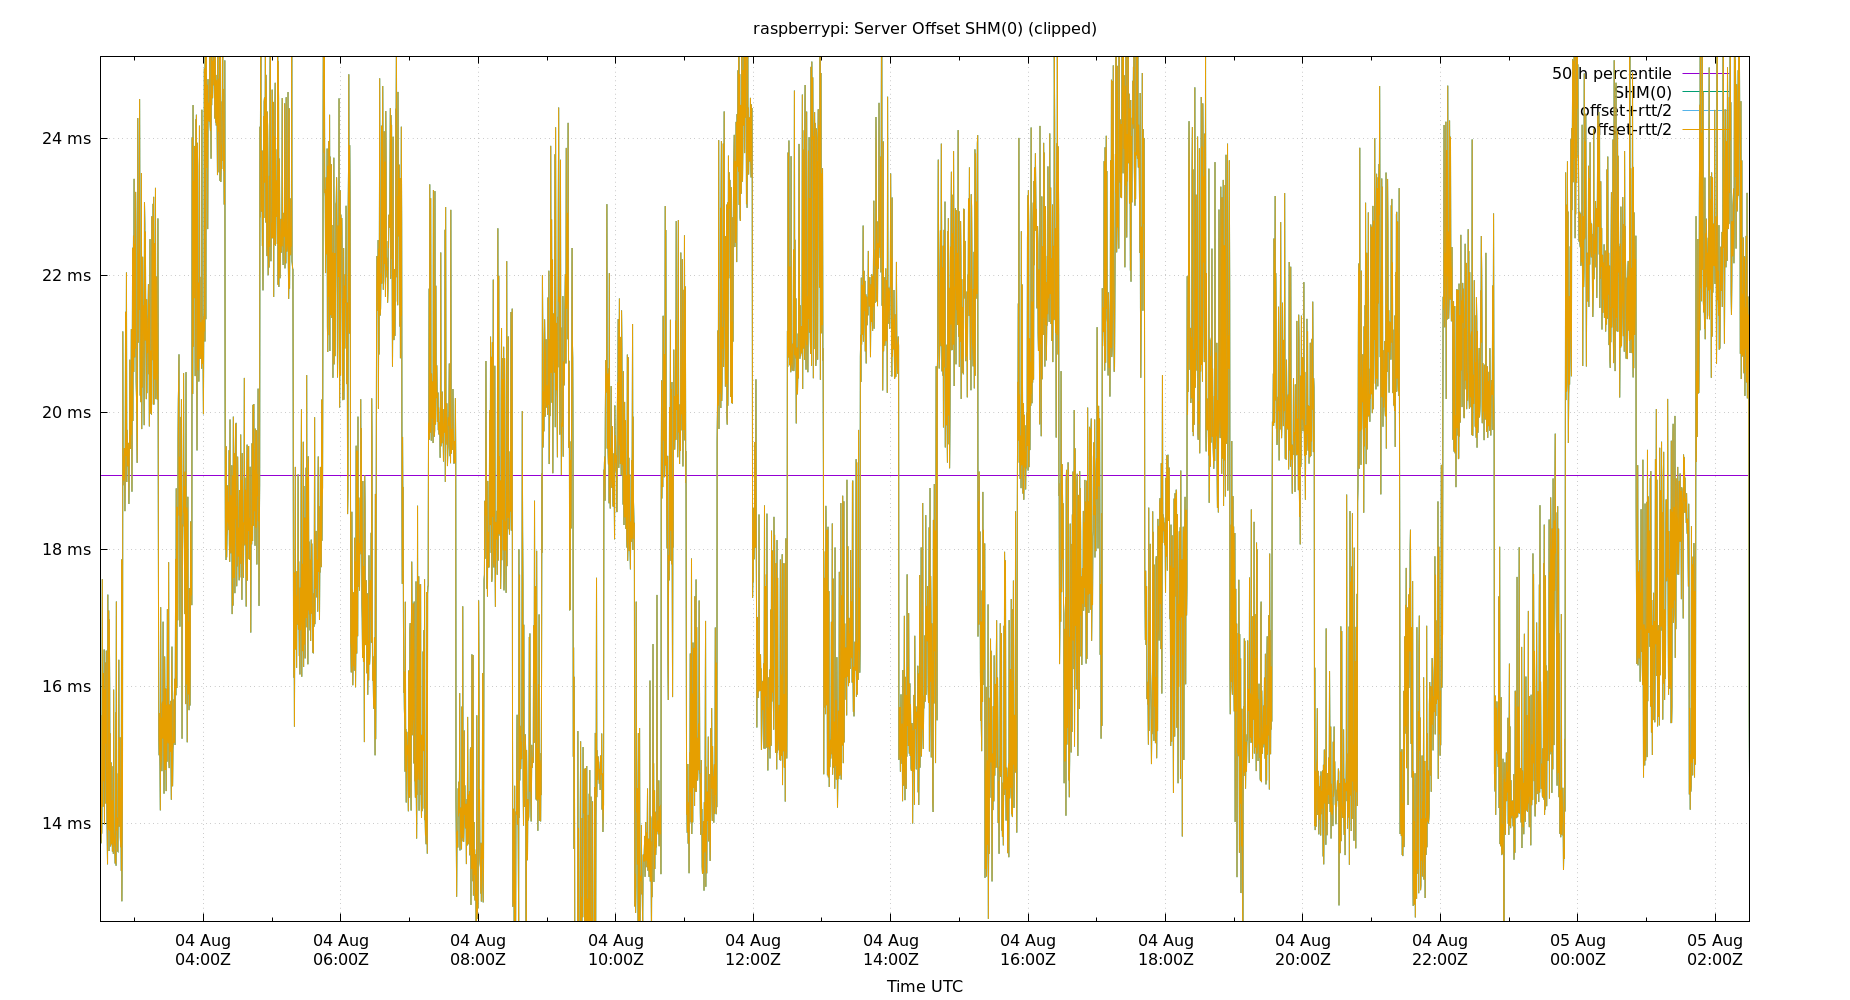 raspberrypi: Server Offset SHM(0) (clipped)
50th percentile
SHM(0)
offset+rtt/2
offset-rtt/2
24 ms
22 ms
20 ms
18 ms
16 ms
14 ms
04 Aug 04 Aug 04 Aug 04 Aug 04 Aug 04 Aug 04 Aug 04 Aug 04 Aug 04 Aug 05 Aug 05 Aug
04:00Z 06:00Z 08:00Z 10:00Z 12:00Z 14:00Z 16:00Z 18:00Z 20:00Z 22:00Z 00:00Z 02:00Z
Time UTC